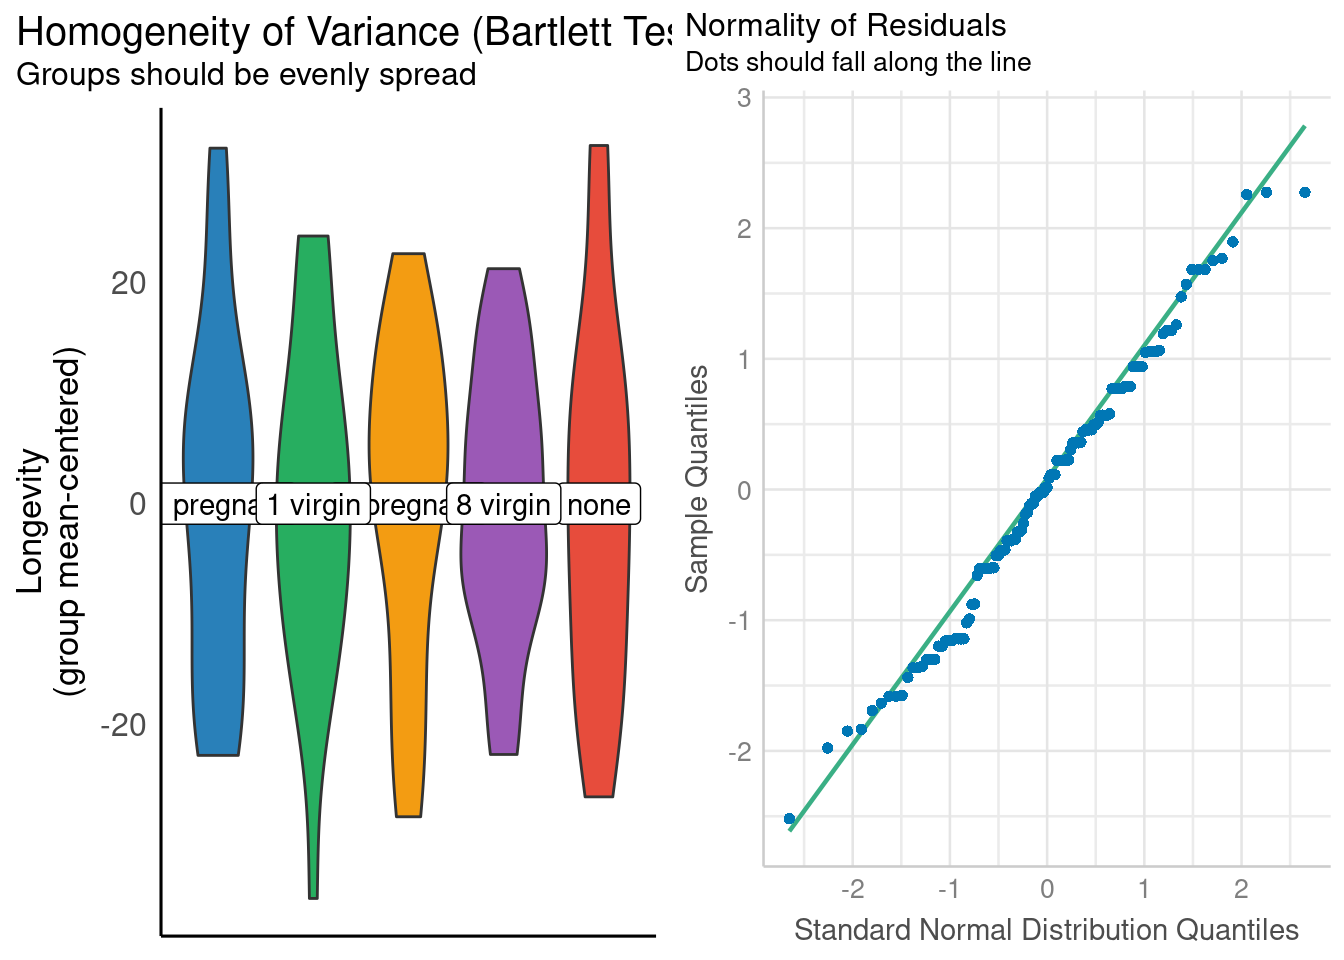 Homogeneity of Variance (Bartlett Tes
Groups should be evenly spread
Longevity
(group mean-centered)
20
0
-20
pregna
1 virgin
pregna
8 virgin
none
Normality of Residuals
Dots should fall along the line
Sample Quantiles
3
2
1
0
-1
-2
-2
-1
0
1
2
Standard Normal Distribution Quantiles